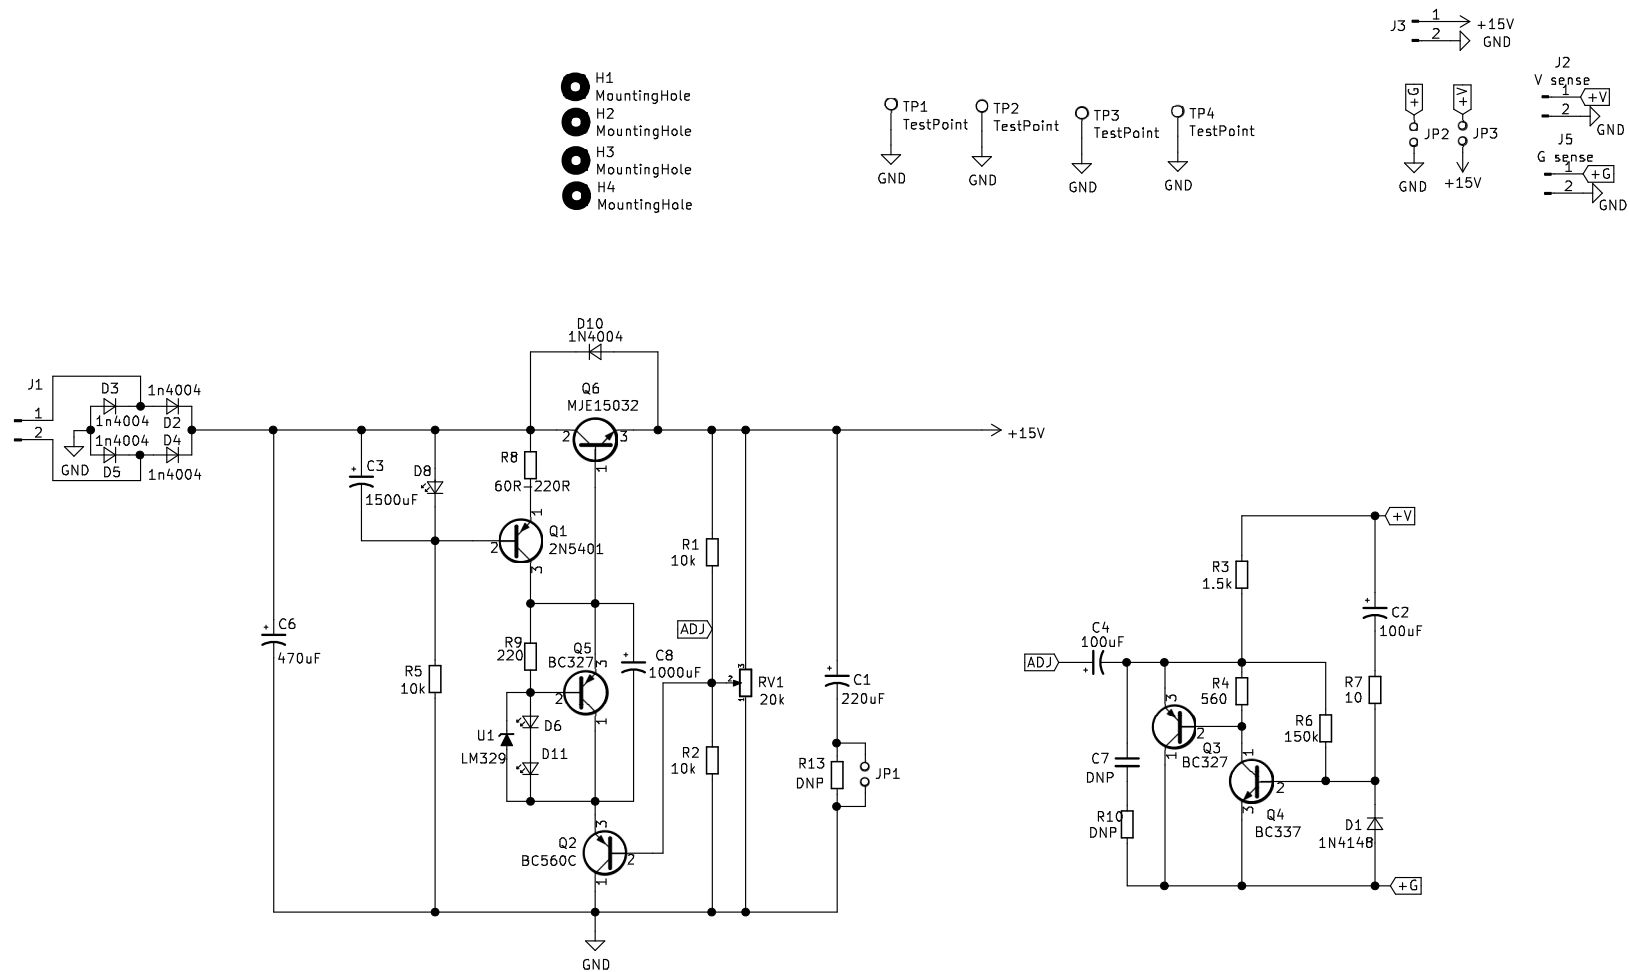 J3
1
+15V
2
GND
J2
V sense
1
+V
2
GND
J5
G sense
1
+G
2
GND
+G
+V
JP2
JP3
GND
+15V
H1
MountingHole
H2
MountingHole
H3
MountingHole
H4
MountingHole
TP1
TestPoint
GND
TP2
TestPoint
GND
TP3
TestPoint
GND
TP4
TestPoint
GND
J1
1
2
D3
1n4004
1n4004
D2
1n4004
D5
D4
1n4004
GND
D10
1N4004
Q6
MJE15032
2
3
1
+15V
C3
1500uF
D8
R8
60R-220R
1
Q1
2N5401
2
3
C6
470uF
R5
10k
R9
220
Q5
BC327
3
2
1
C8
1000uF
U1
LM329
D6
D11
Q2
BC560C
3
2
1
GND
R1
10k
ADJ
R2
10k
RV1
20k
3
2
1
C1
220uF
R13
DNP
JP1
+V
R3
1.5k
C2
100uF
C4
100uF
ADJ
R4
560
R7
10
R6
150k
3
2
Q3
BC327
1
C7
DNP
R10
DNP
1
2
3
Q4
BC337
D1
1N4148
+G